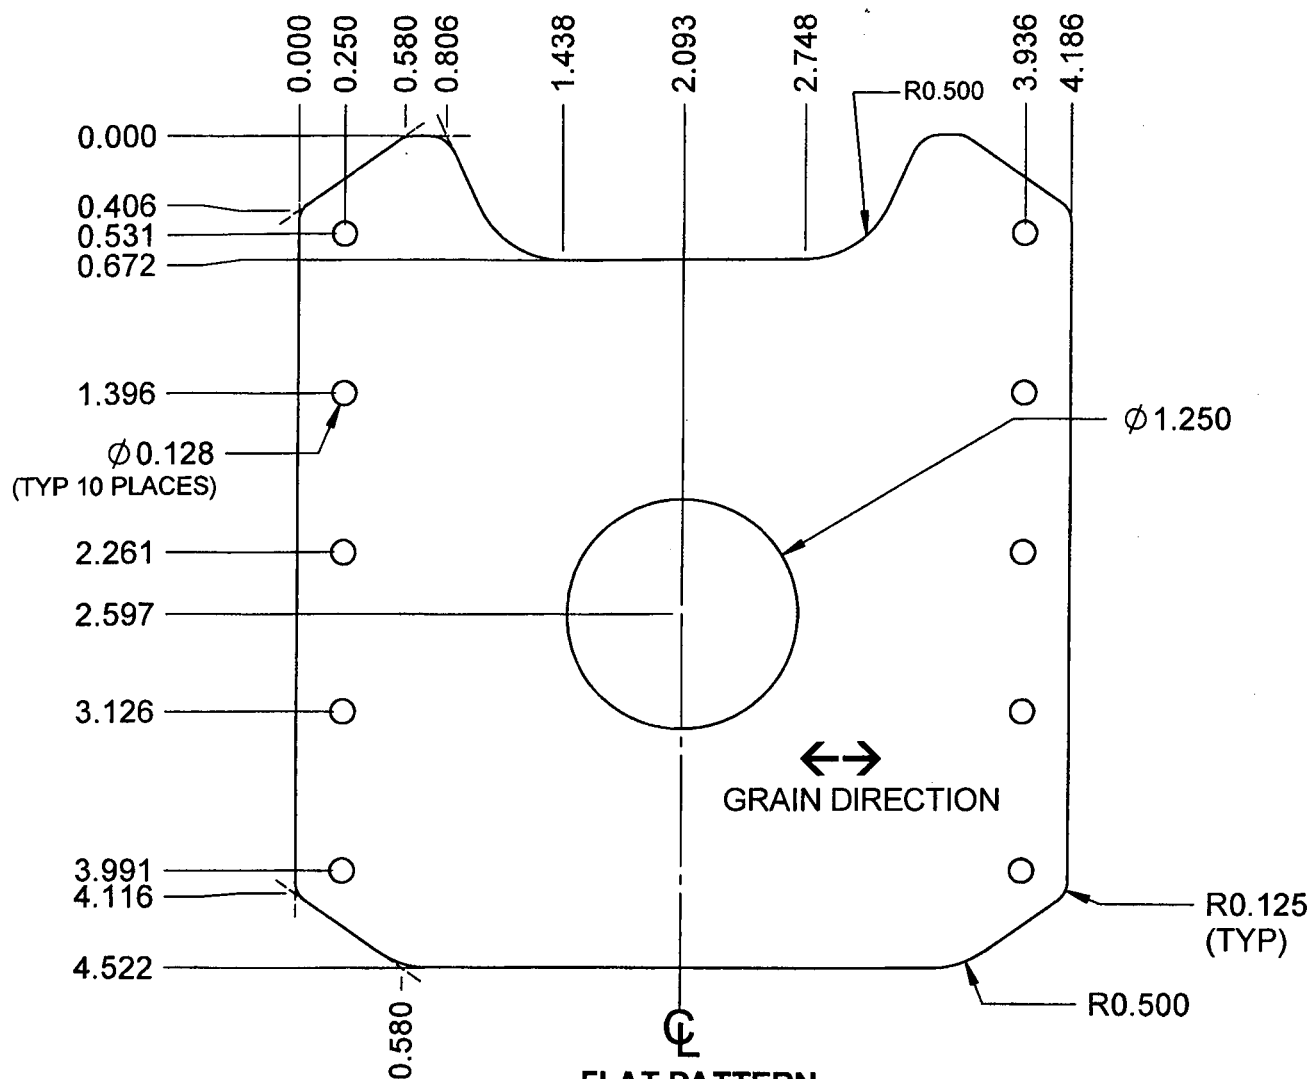 0.000
0.250
0.580
0.806
1.438
2.093
2.748
3.936
4.186
R0.500
0.000
0.406
0.531
0.672
1.396
Ø0.128
(TYP 10 PLACES)
Ø1.250
2.261
2.597
3.126
GRAIN DIRECTION
3.991
4.116
R0.125
(TYP)
4.522
R0.500
0.580
CL
FLAT PATTERN